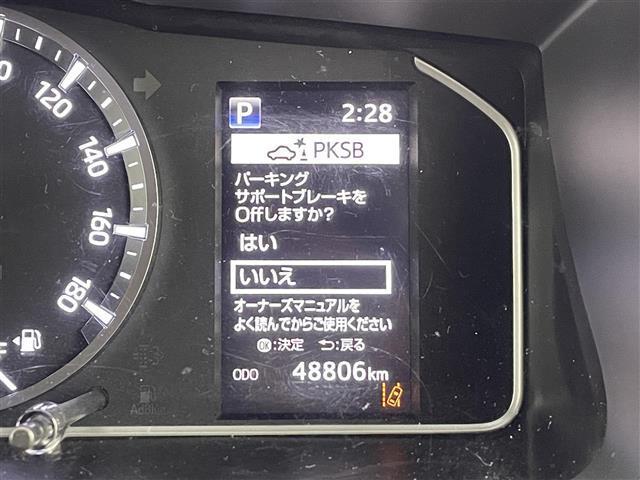 120
140
160
180
P 2:28
PKSB
パーキング
サポートブレーキを
Offしますか?
はい
いいえ
オーナーズマニュアルを
よく読んでからご使用ください
OK:決定 :戻る
ODO 48806km
AdBlue